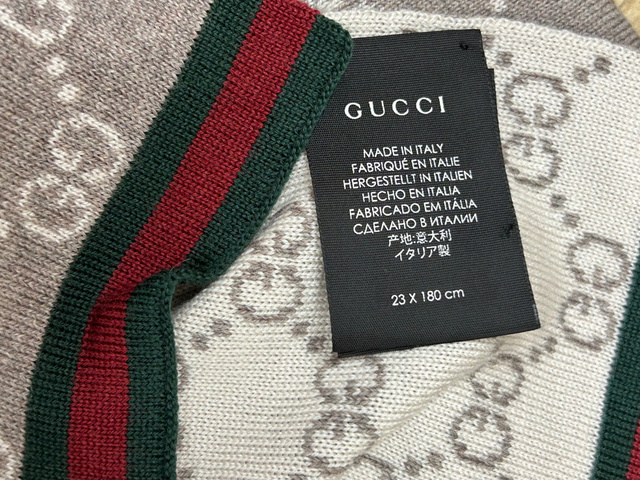 GUCCI
MADE IN ITALY
FABRIQUÉ EN ITALIE
HERGESTELLT IN ITALIEN
HECHO EN ITALIA
FABRICADO EM ITÁLIA
СДЕЛАНО В ИТАЛИИ
产地:意大利
イタリア製
23 X 180 cm